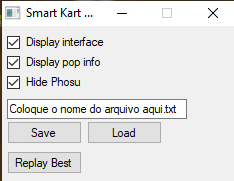 Smart Kart ...
Display interface
Display pop info
Hide Phosu
Coloque o nome do arquivo aqui.txt
Save Load
Replay Best